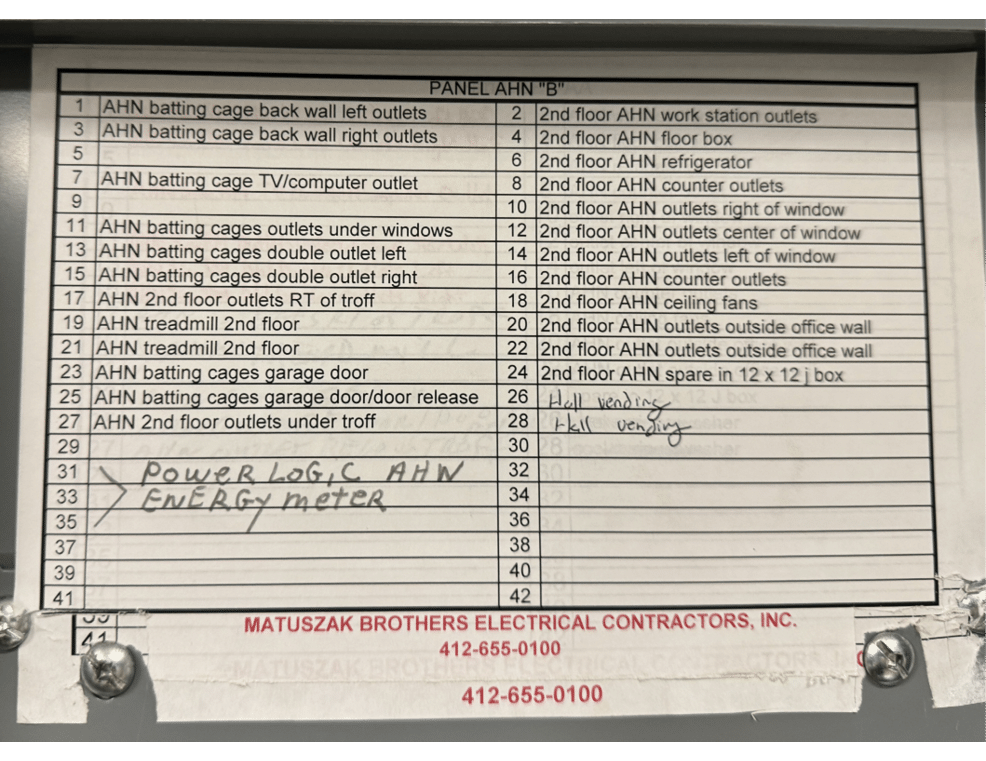 PANEL AHN "B"
1 AHN batting cage back wall left outlets 2 2nd floor AHN work station outlets
3 AHN batting cage back wall right outlets 4 2nd floor AHN floor box
5 6 2nd floor AHN refrigerator
7 AHN batting cage TV/computer outlet 8 2nd floor AHN counter outlets
9 10 2nd floor AHN outlets right of window
11 AHN batting cages outlets under windows 12 2nd floor AHN outlets center of window
13 AHN batting cages double outlet left 14 2nd floor AHN outlets left of window
15 AHN batting cages double outlet right 16 2nd floor AHN counter outlets
17 AHN 2nd floor outlets RT of troff 18 2nd floor AHN ceiling fans
19 AHN treadmill 2nd floor 20 2nd floor AHN outlets outside office wall
21 AHN treadmill 2nd floor 22 2nd floor AHN outlets outside office wall
23 AHN batting cages garage door 24 2nd floor AHN spare in 12 x 12 j box
25 AHN batting cages garage door/door release 26 Hall vending
27 AHN 2nd floor outlets under troff 28 Hall vending
29 30
31 POWER LOGIC AHN 32
33 ENERGY meter 34
35 36
37 38
39 40
41 42
MATUSZAK BROTHERS ELECTRICAL CONTRACTORS, INC.
41
412-655-0100
MATUSZAK BROTHERS ELECTRICAL CONTRACTORS, INC
412-655-0100